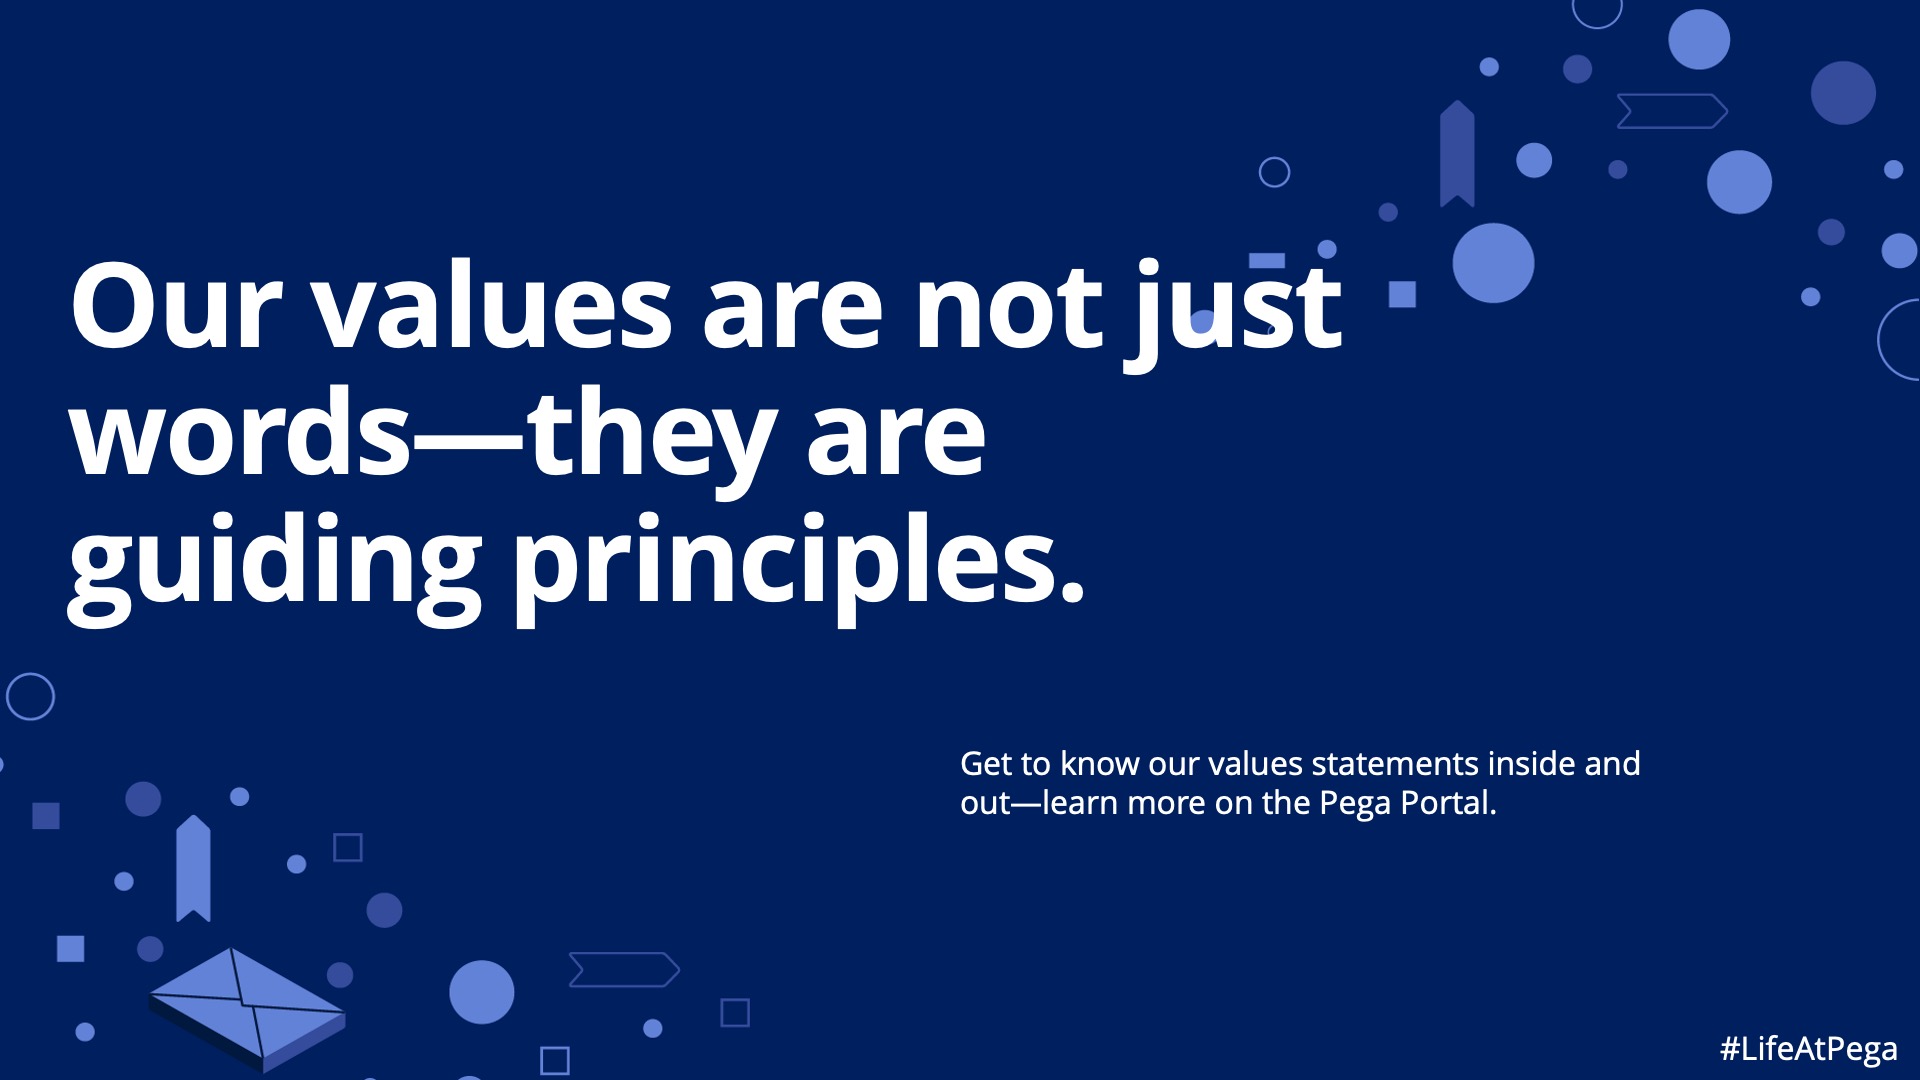 Our values are not just
words—they are
guiding principles.
Get to know our values statements inside and
out—learn more on the Pega Portal.
#LifeAtPega